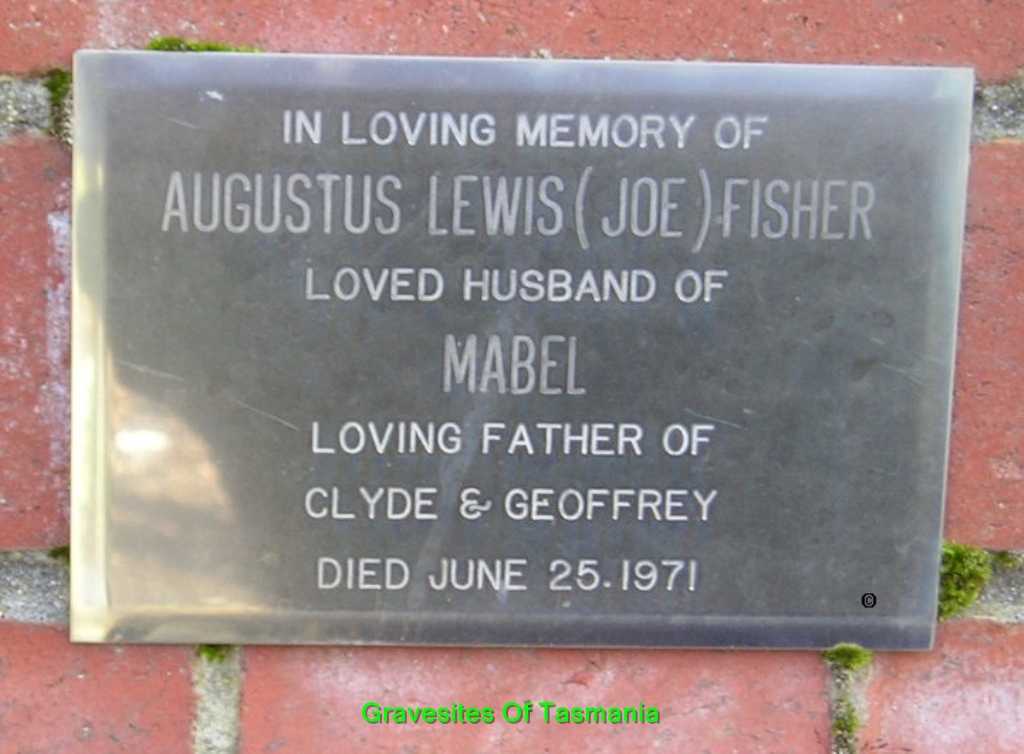 IN LOVING MEMORY OF
AUGUSTUS LEWIS (JOE) FISHER
LOVED HUSBAND OF
MABEL
LOVING FATHER OF
CLYDE & GEOFFREY
DIED JUNE 25. 1971
©
Gravesites Of Tasmania